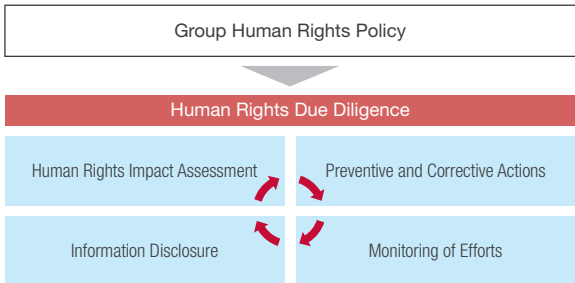 Group Human Rights Policy
Human Rights Due Diligence
Human Rights Impact Assessment
Preventive and Corrective Actions
Information Disclosure
Monitoring of Efforts